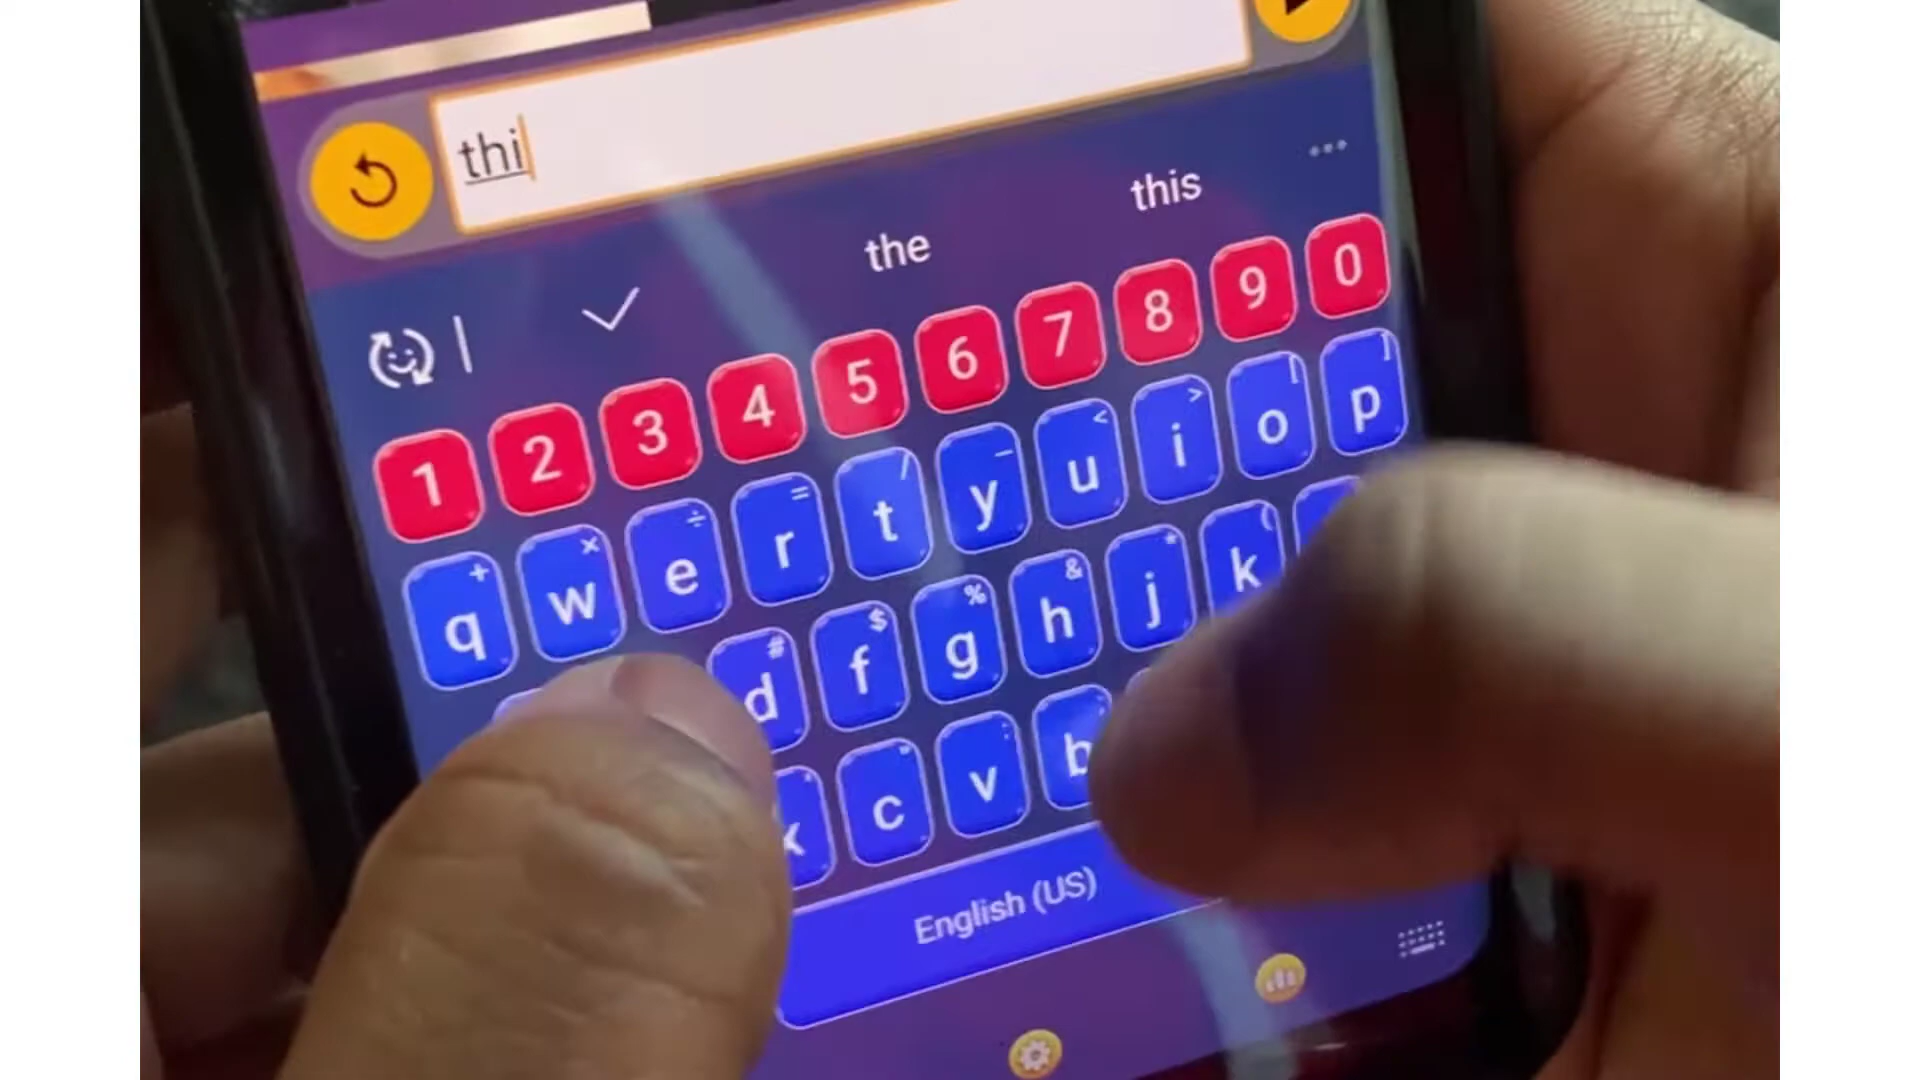 thi
the this
1 2 3 4 5 6 7 8 9 0
+ × ÷ = / _ < > [ ]
q w e r t y u i o p
# $ % & * (
d f g h j k
x c v b
English (US)